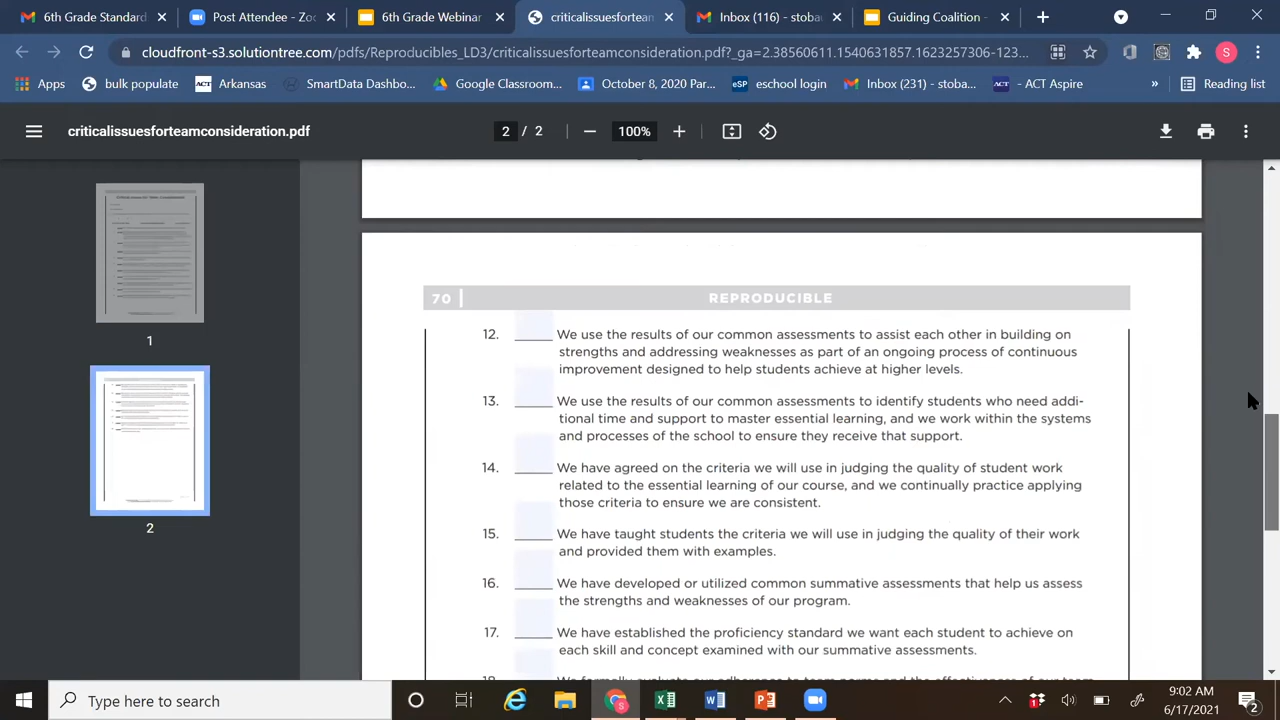 6th Grade Standard:
Post Attendee - Zoo
6th Grade Webinar
criticalissuesforteam
Inbox (116) - stoba
Guiding Coalition -
cloudfront-s3.solutiontree.com/pdfs/Reproducibles_LD3/criticalissuesforteamconsideration.pdf?_ga=2.38560611.1540631857.1623257306-123...
Apps
bulk populate
ACT Arkansas
SmartData Dashbo...
Google Classroom...
October 8, 2020 Par...
eSP eschool login
Inbox (231) - stoba...
ACT - ACT Aspire
»
Reading list
criticalissuesforteamconsideration.pdf
2 / 2
100%
1
2
70 | REPRODUCIBLE
12. ____ We use the results of our common assessments to assist each other in building on
strengths and addressing weaknesses as part of an ongoing process of continuous
improvement designed to help students achieve at higher levels.
13. ____ We use the results of our common assessments to identify students who need addi-
tional time and support to master essential learning, and we work within the systems
and processes of the school to ensure they receive that support.
14. ____ We have agreed on the criteria we will use in judging the quality of student work
related to the essential learning of our course, and we continually practice applying
those criteria to ensure we are consistent.
15. ____ We have taught students the criteria we will use in judging the quality of their work
and provided them with examples.
16. ____ We have developed or utilized common summative assessments that help us assess
the strengths and weaknesses of our program.
17. ____ We have established the proficiency standard we want each student to achieve on
each skill and concept examined with our summative assessments.
Type here to search
9:02 AM
6/17/2021
2